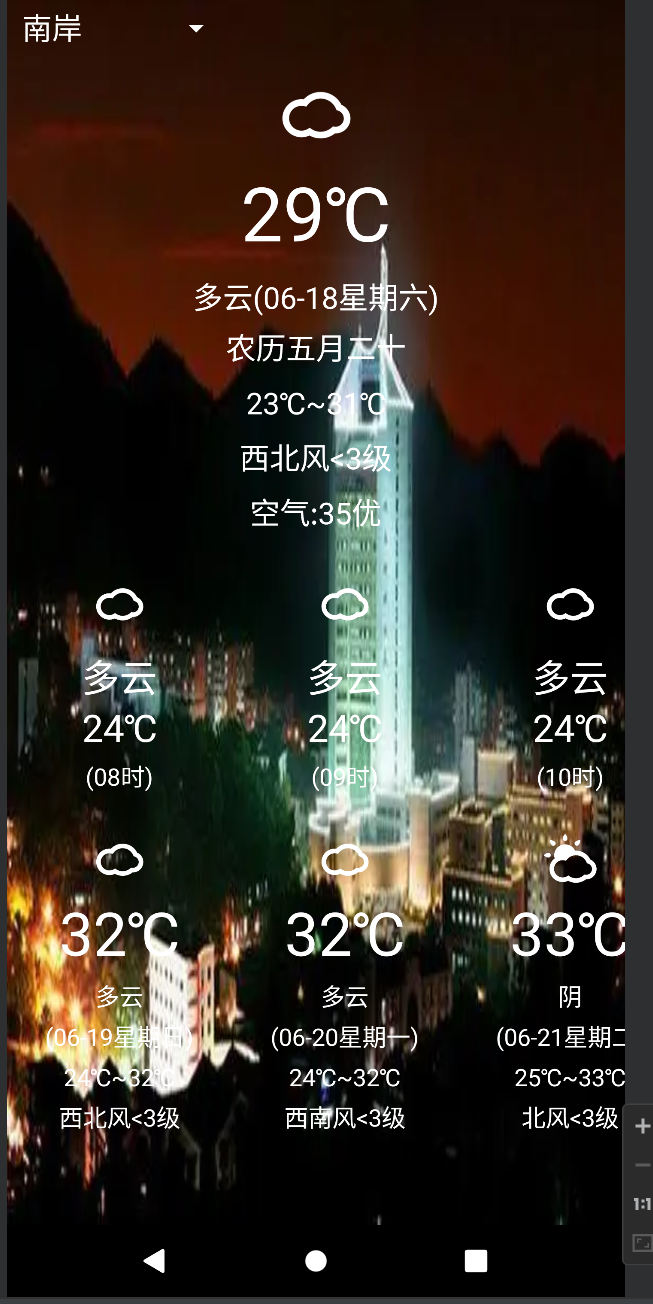 南岸
29℃
多云(06-18星期六)
农历五月二十
23℃~31℃
西北风<3级
空气:35优
多云 多云 多云
24℃ 24℃ 24℃
(08时) (09时) (10时)
32℃ 32℃ 33℃
多云 多云 阴
(06-19星期日) (06-20星期一) (06-21星期二
24℃~32℃ 24℃~32℃ 25℃~33℃
西北风<3级 西南风<3级 北风<3级
1:1